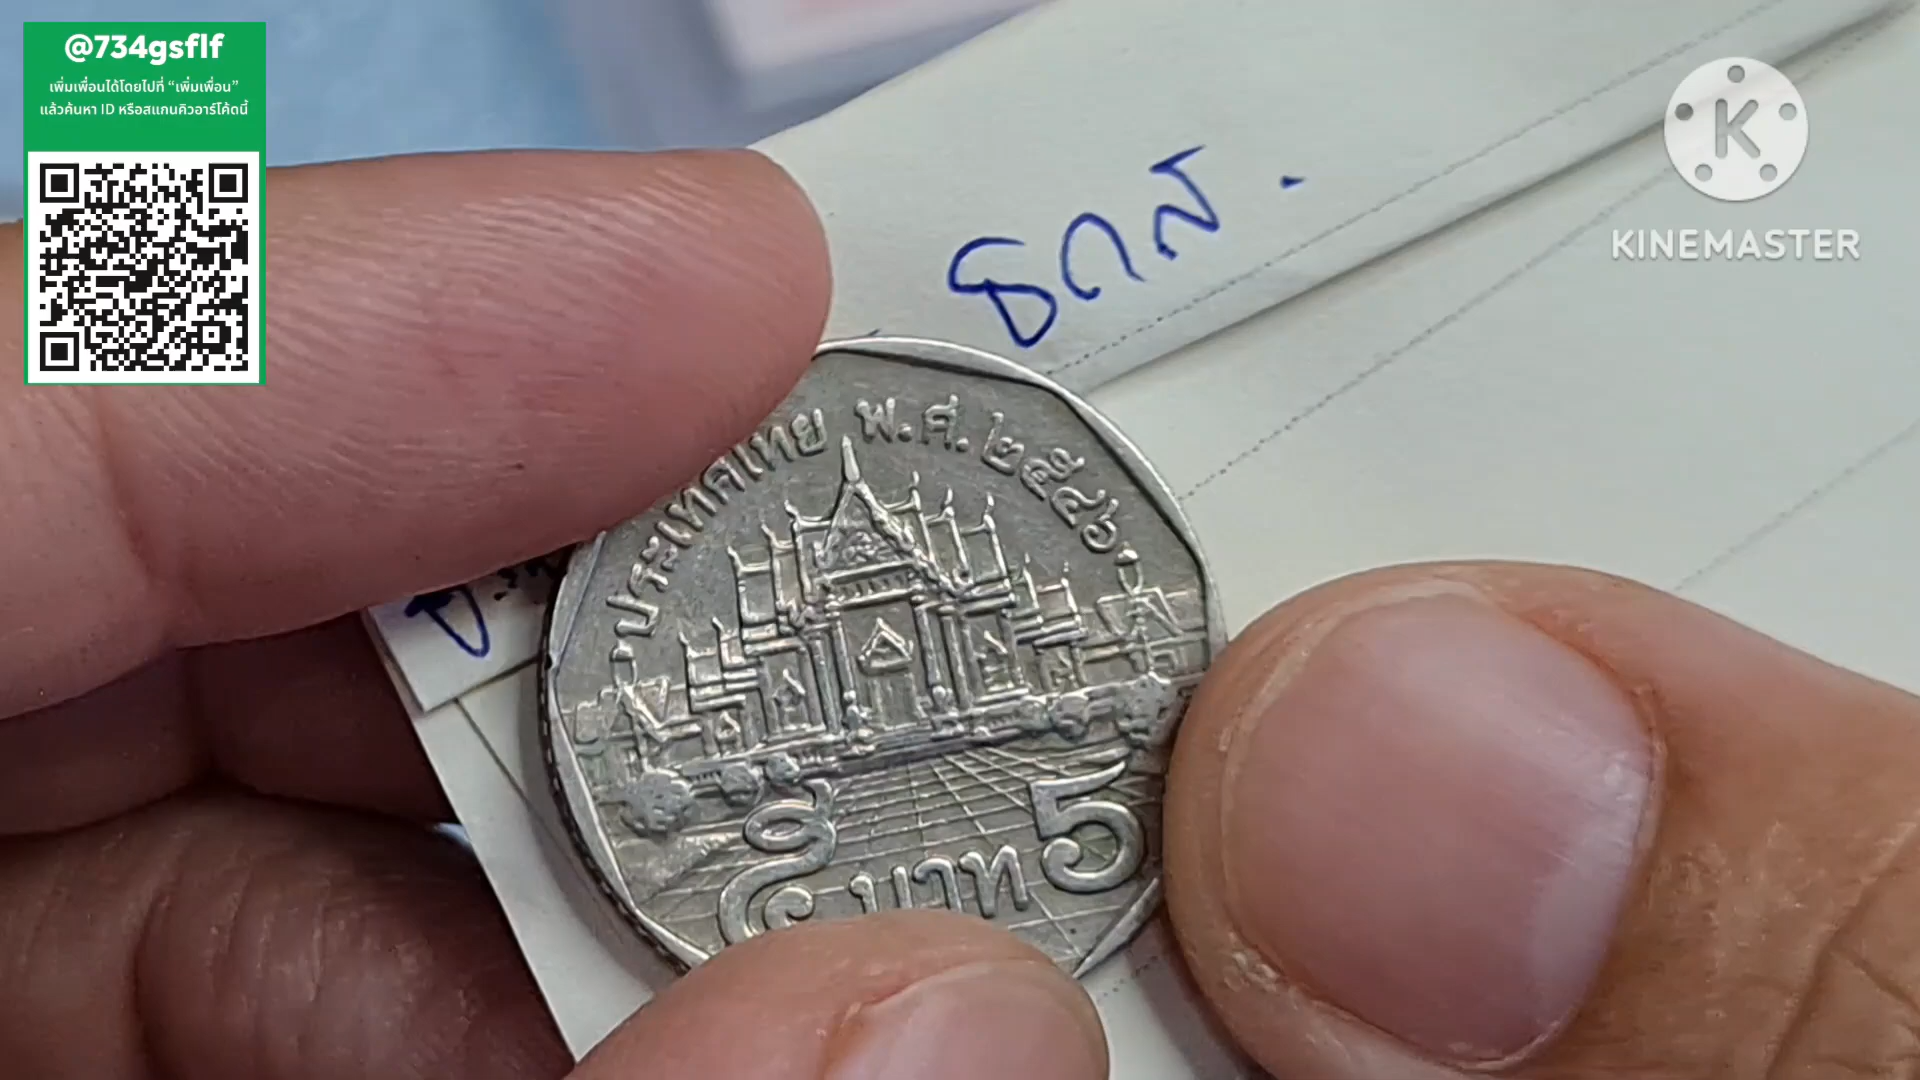 @734gsflf
เพิ่มเพื่อนได้โดยไปที่ “เพิ่มเพื่อน”
แล้วค้นหา ID หรือสแกนคิวอาร์โค้ดนี้
K
KINEMASTER
ธกส.
ประเทศไทย พ.ศ.๒๕๔๖
๕ บาท 5